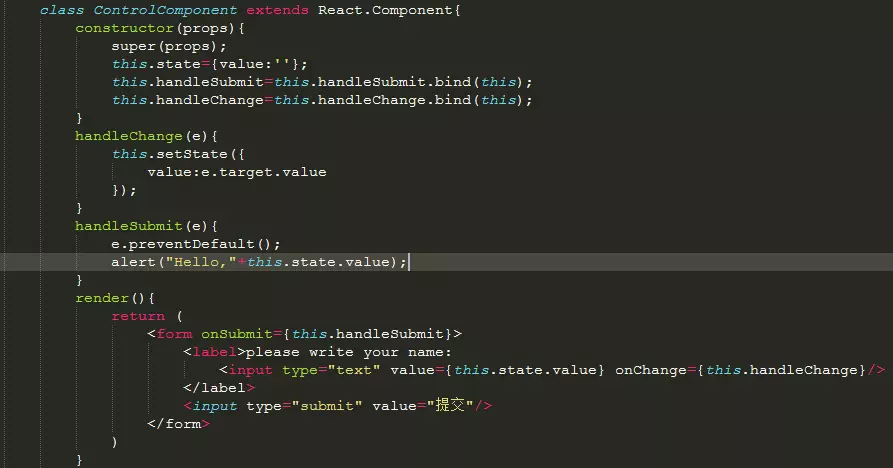 class ControlComponent extends React.Component{
constructor(props){
super(props);
this.state={value:''};
this.handleSubmit=this.handleSubmit.bind(this);
this.handleChange=this.handleChange.bind(this);
}
handleChange(e){
this.setState({
value:e.target.value
});
}
handleSubmit(e){
e.preventDefault();
alert("Hello,"+this.state.value);
}
render(){
return (
<form onSubmit={this.handleSubmit}>
<label>please write your name:
<input type="text" value={this.state.value} onChange={this.handleChange}/>
</label>
<input type="submit" value="提交"/>
</form>
)
}